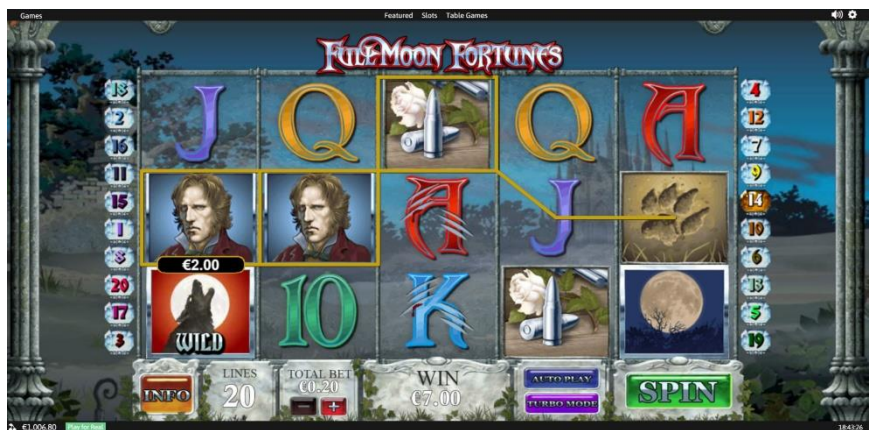 Games
Featured Slots Table Games
FULL MOON FORTUNES
J Q Q A
18 4
2 12
16 7
11 9
15 14
1 10
8 6
A J
€2.00
20 13
17 5
3 19
WILD 10 K
INFO
LINES
20
TOTAL BET
€0.20
- +
WIN
€7.00
AUTO PLAY
TURBO MODE
SPIN
€1,006.80 Play for Real 18:43:26